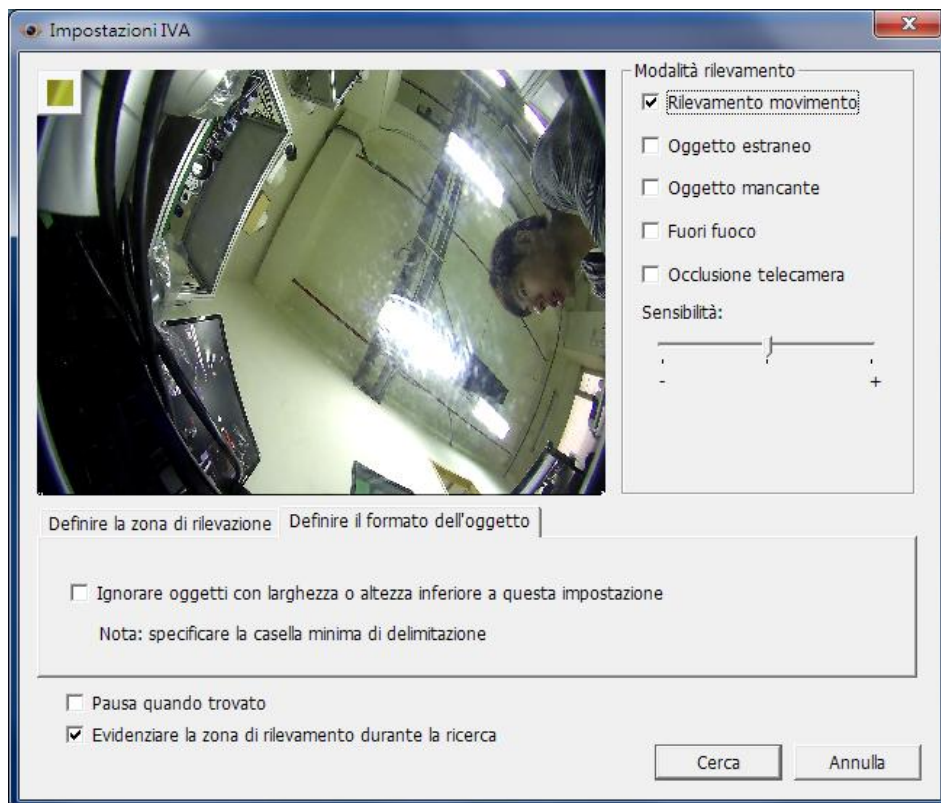 Impostazioni IVA
Modalità rilevamento
Rilevamento movimento
Oggetto estraneo
Oggetto mancante
Fuori fuoco
Occlusione telecamera
Sensibilità:
- +
Definire la zona di rilevazione Definire il formato dell'oggetto
Ignorare oggetti con larghezza o altezza inferiore a questa impostazione
Nota: specificare la casella minima di delimitazione
Pausa quando trovato
Evidenziare la zona di rilevamento durante la ricerca
Cerca Annulla